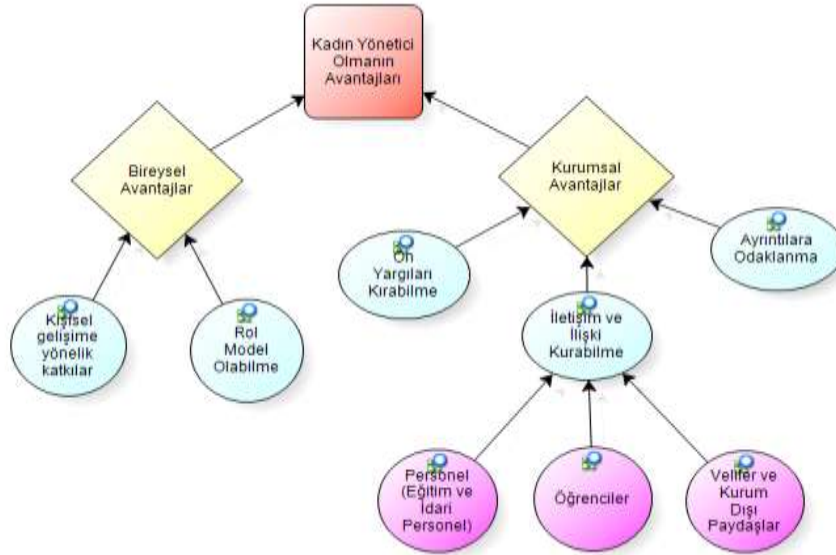 Kadın Yönetici
Olmanın
Avantajları
Bireysel
Avantajlar
Kurumsal
Avantajlar
Ön
Yargıları
Kırabilme
Ayrıntılara
Odaklanma
Kişisel
gelişime
yönelik
katkılar
Rol
Model
Olabilme
İletişim ve
İlişki
Kurabilme
Personel
(Eğitim ve
İdari
Personel)
Öğrenciler
Veliler ve
Kurum
Dışı
Paydaşlar